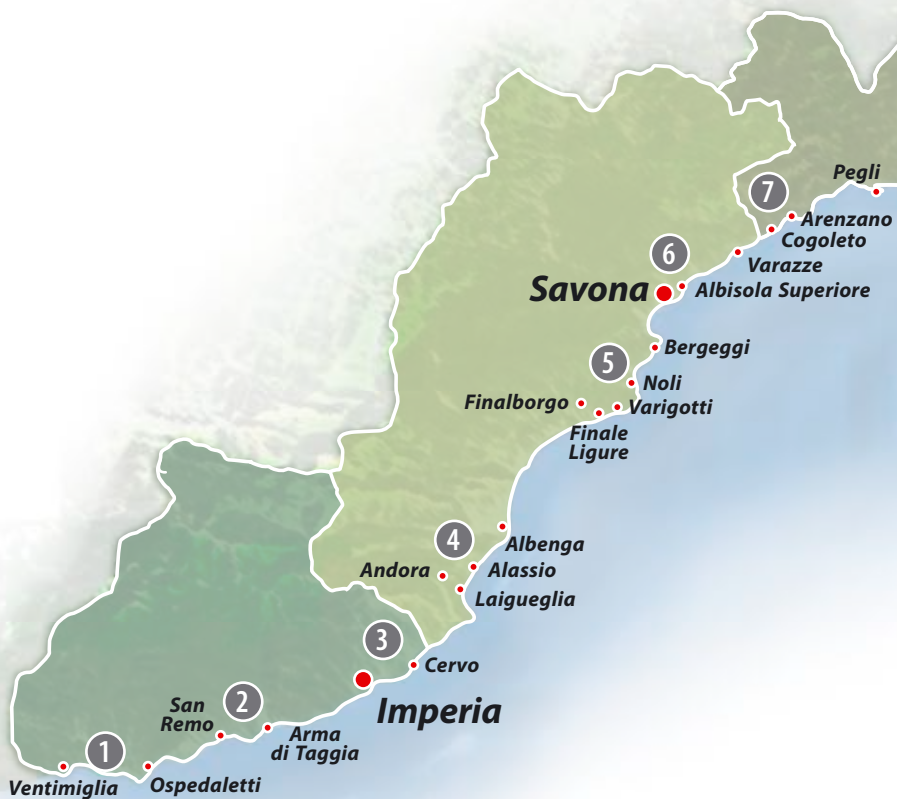 Pegli
7
Arenzano
Cogoleto
6
Varazze
Savona
Albisola Superiore
Bergeggi
5
Noli
Finalborgo
Varigotti
Finale
Ligure
4
Albenga
Andora
Alassio
Laigueglia
3
Cervo
2
San
Remo
Imperia
Arma
di Taggia
1
Ventimiglia
Ospedaletti